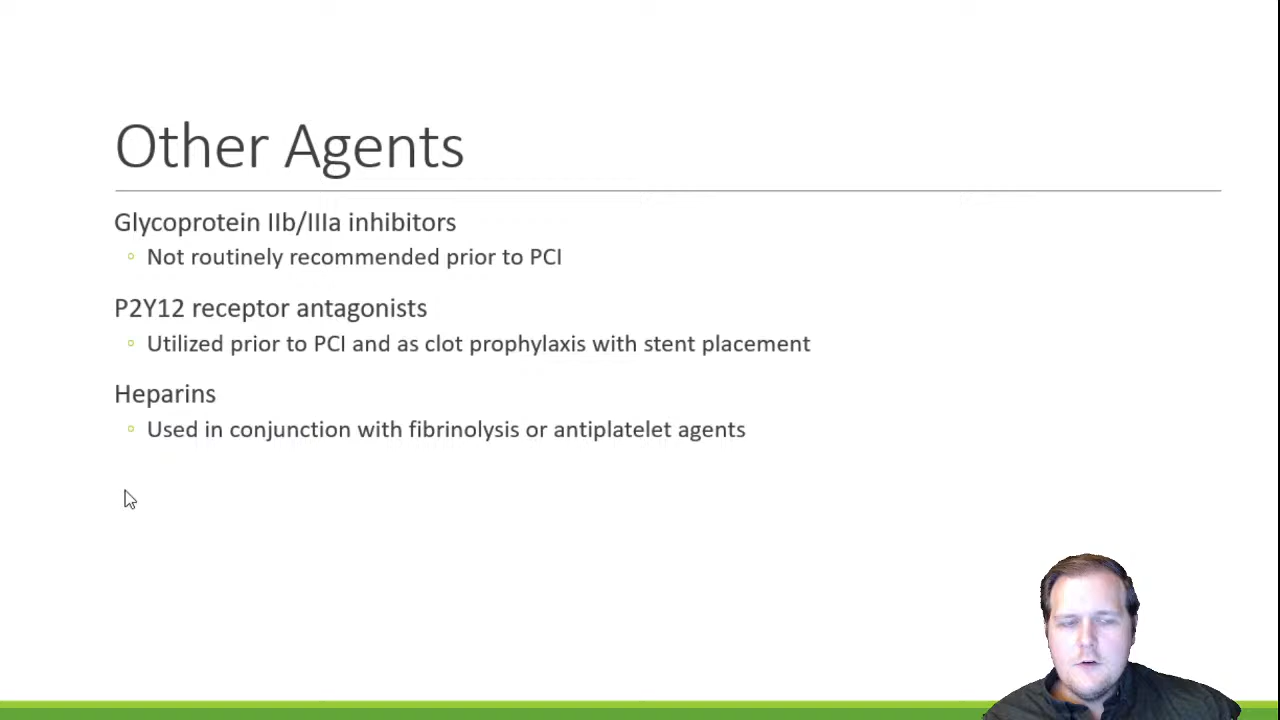 Other Agents
Glycoprotein IIb/IIIa inhibitors
Not routinely recommended prior to PCI
P2Y12 receptor antagonists
Utilized prior to PCI and as clot prophylaxis with stent placement
Heparins
Used in conjunction with fibrinolysis or antiplatelet agents